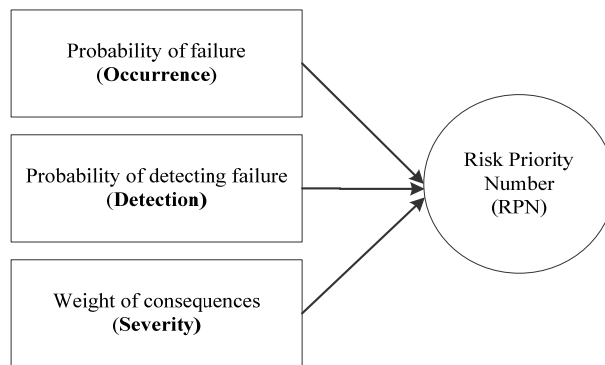 Probability of failure
(Occurrence)
Probability of detecting failure
(Detection)
Weight of consequences
(Severity)
Risk Priority
Number
(RPN)